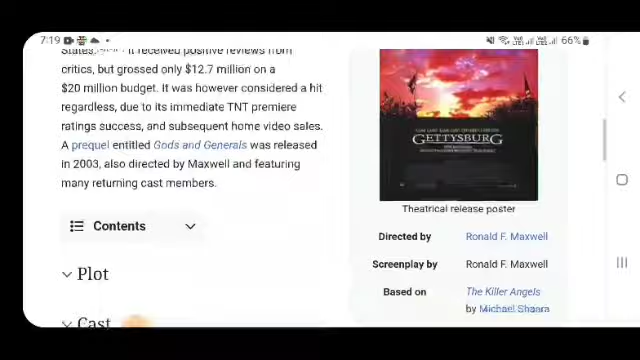 7:19
66%
States. It received positive reviews from
critics, but grossed only $12.7 million on a
$20 million budget. It was however considered a hit
regardless, due to its immediate TNT premiere
ratings success, and subsequent home video sales.
A prequel entitled Gods and Generals was released
in 2003, also directed by Maxwell and featuring
many returning cast members.
Contents
Plot
Cast
GETTYSBURG
Theatrical release poster
Directed by Ronald F. Maxwell
Screenplay by Ronald F. Maxwell
Based on The Killer Angels
by Michael Shaara